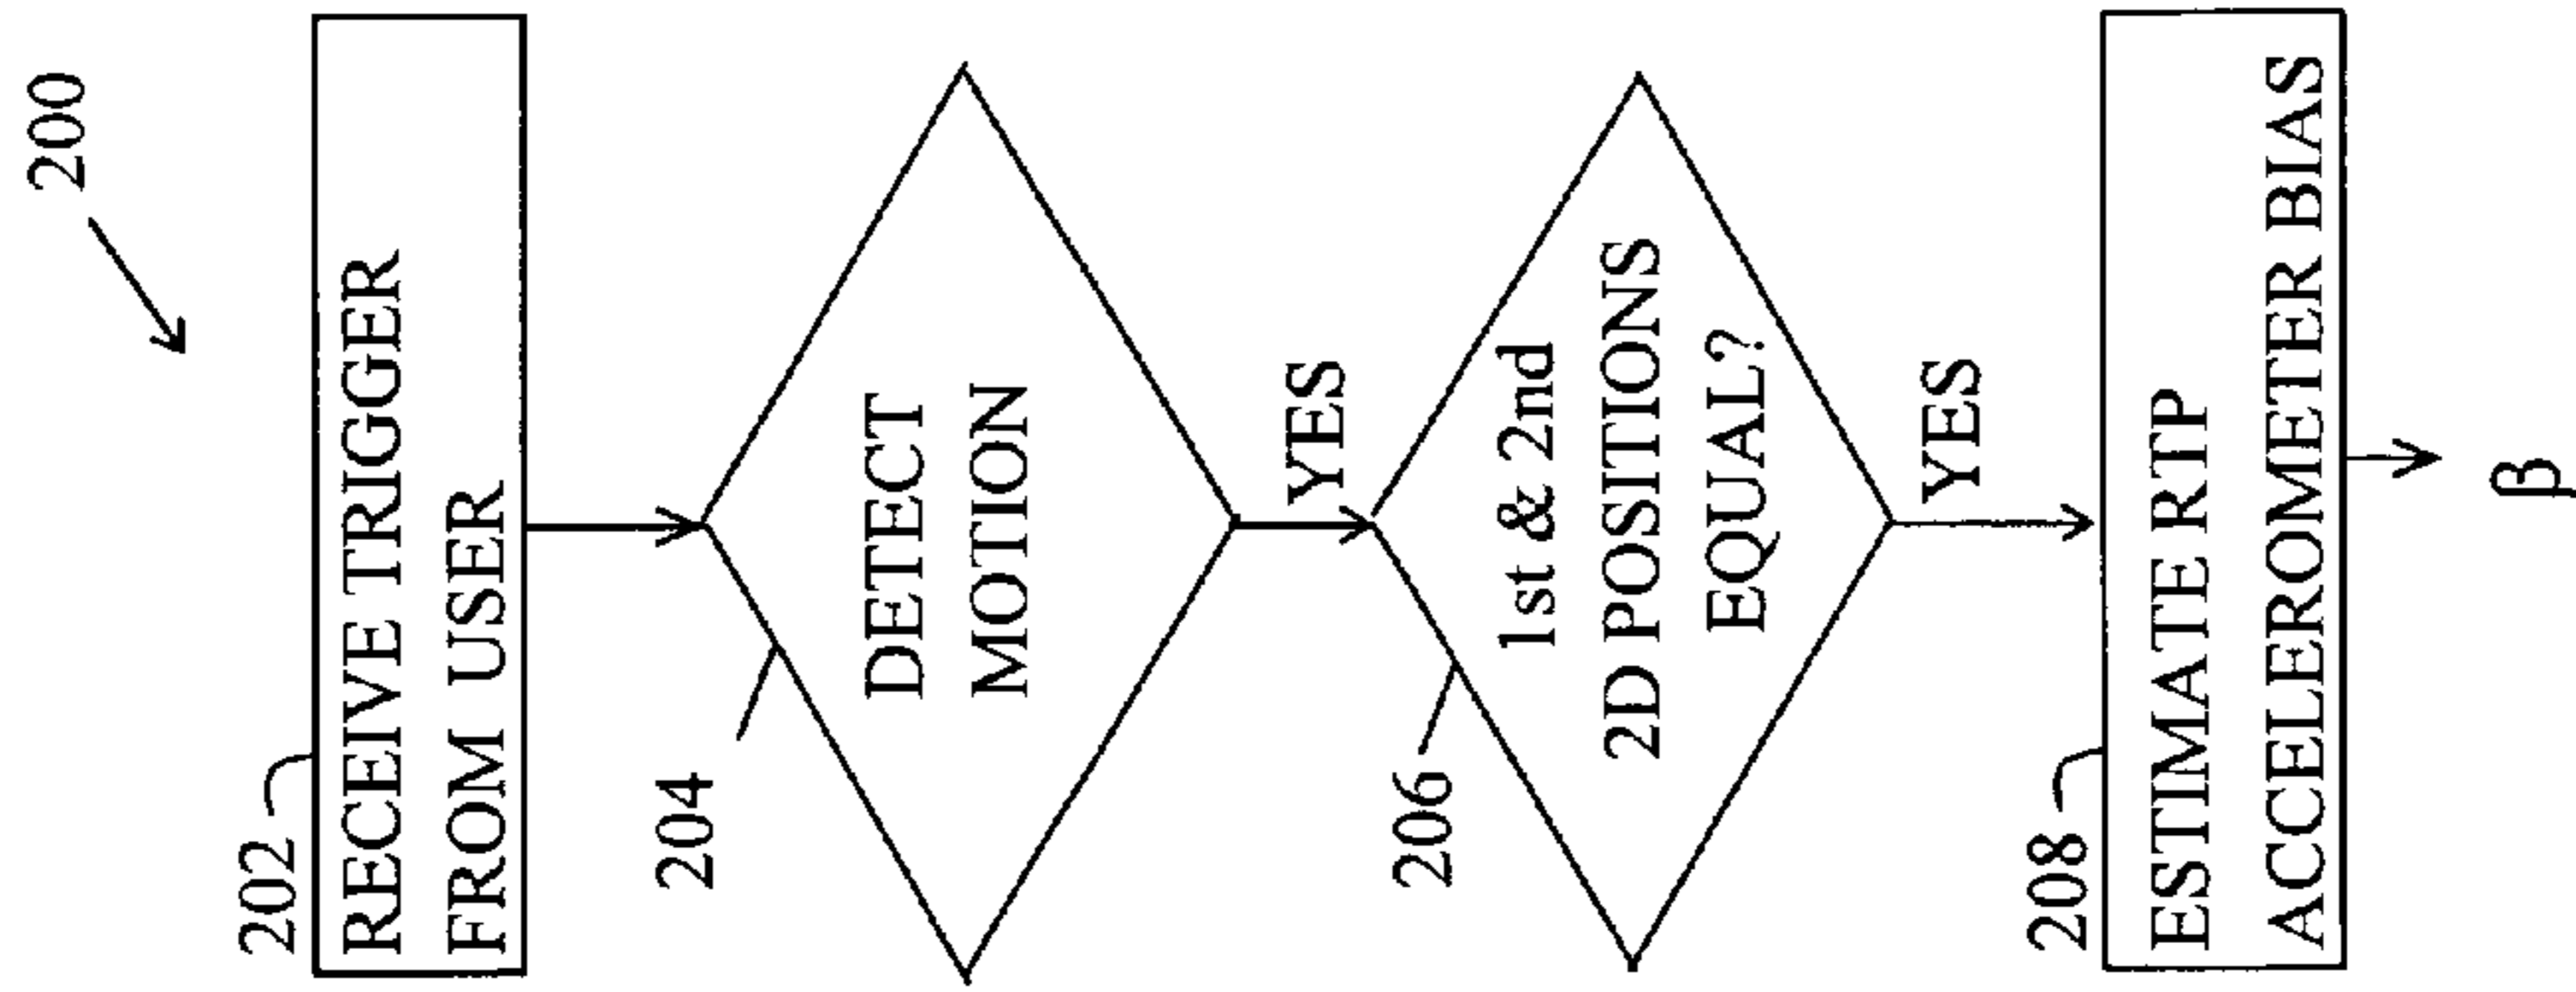 200
202
RECEIVE TRIGGER
FROM USER
204
DETECT
MOTION
YES
206
1st & 2nd
2D POSITIONS
EQUAL?
YES
208
ESTIMATE RTP
ACCELEROMETER BIAS
β